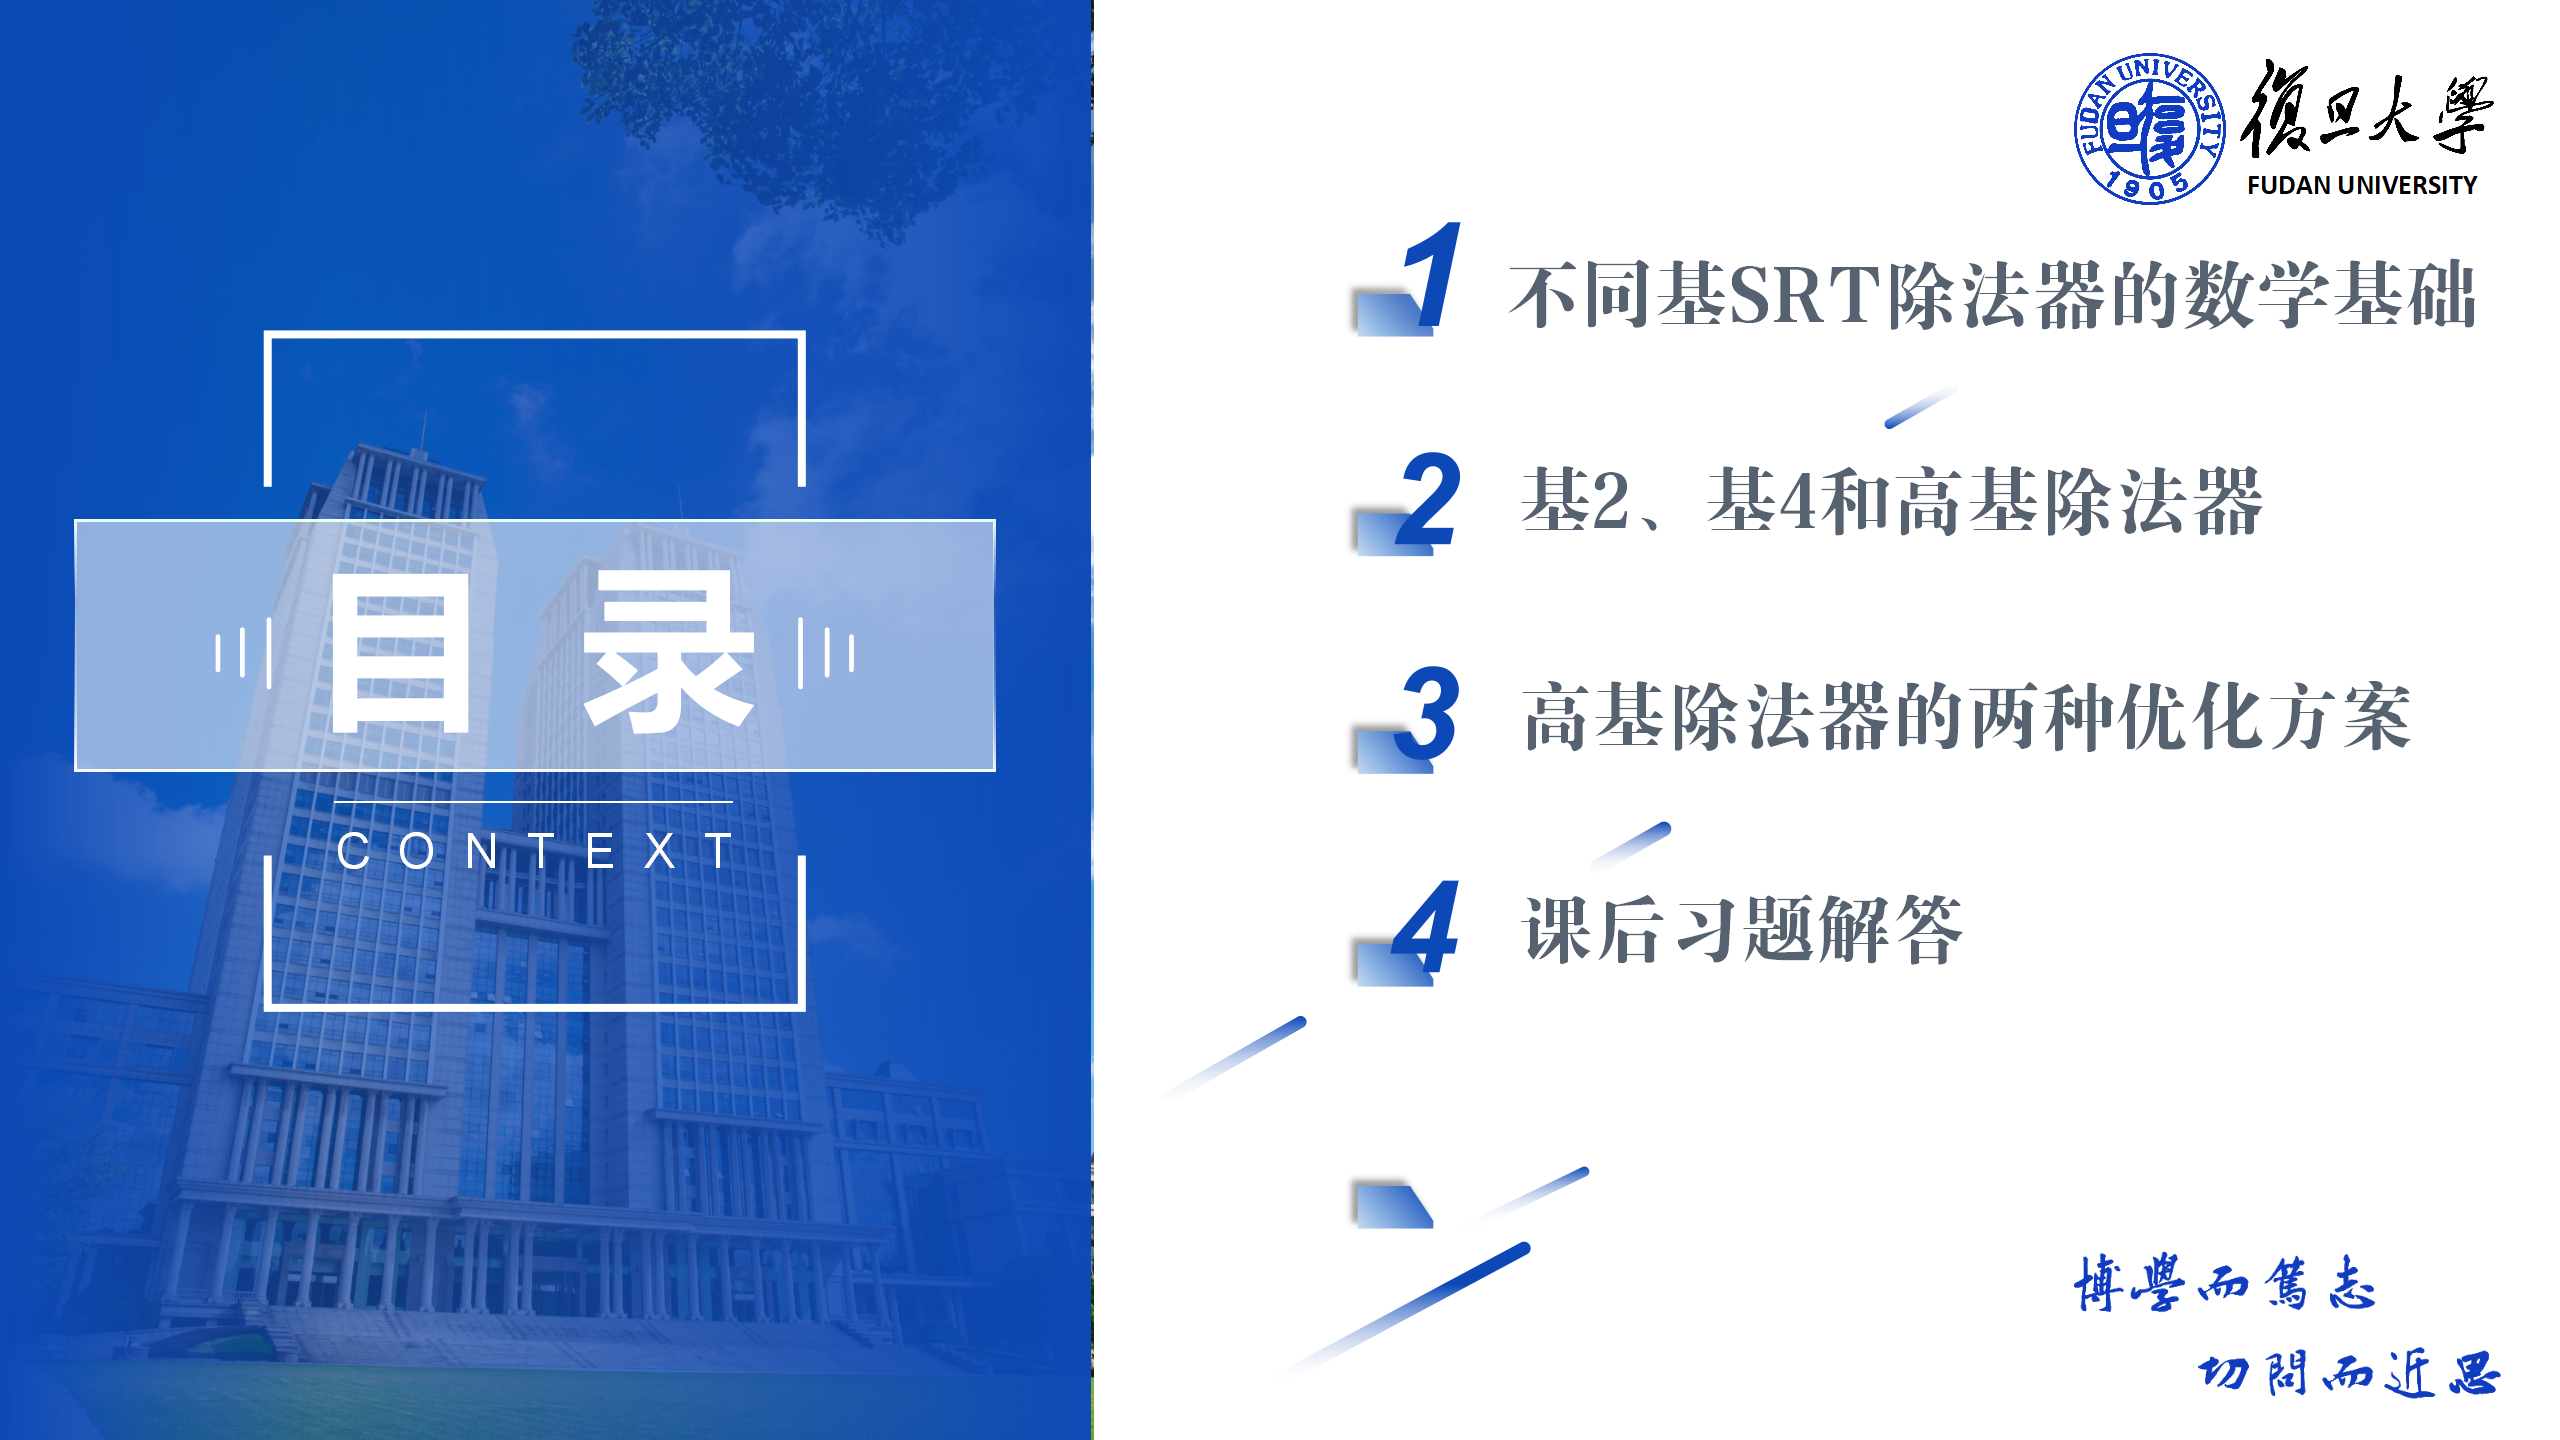 目 录
CONTEXT
FUDAN UNIVERSITY
1905
復旦大學
FUDAN UNIVERSITY
1 不同基SRT除法器的数学基础
2 基2、基4和高基除法器
3 高基除法器的两种优化方案
4 课后习题解答
博學而篤志
切問而近思